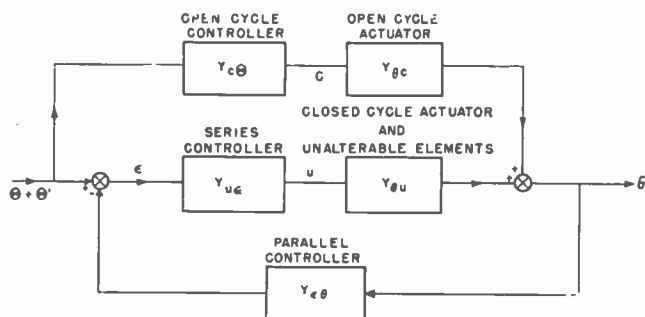 OPEN CYCLE
CONTROLLER
OPEN CYCLE
ACTUATOR
Y_cΘ
C
Y_θc
CLOSED CYCLE ACTUATOR
AND
UNALTERABLE ELEMENTS
SERIES
CONTROLLER
Θ + Θ'
+
-
ϵ
Y_uϵ
u
Y_θu
+
+
θ
PARALLEL
CONTROLLER
Y_ϵθ